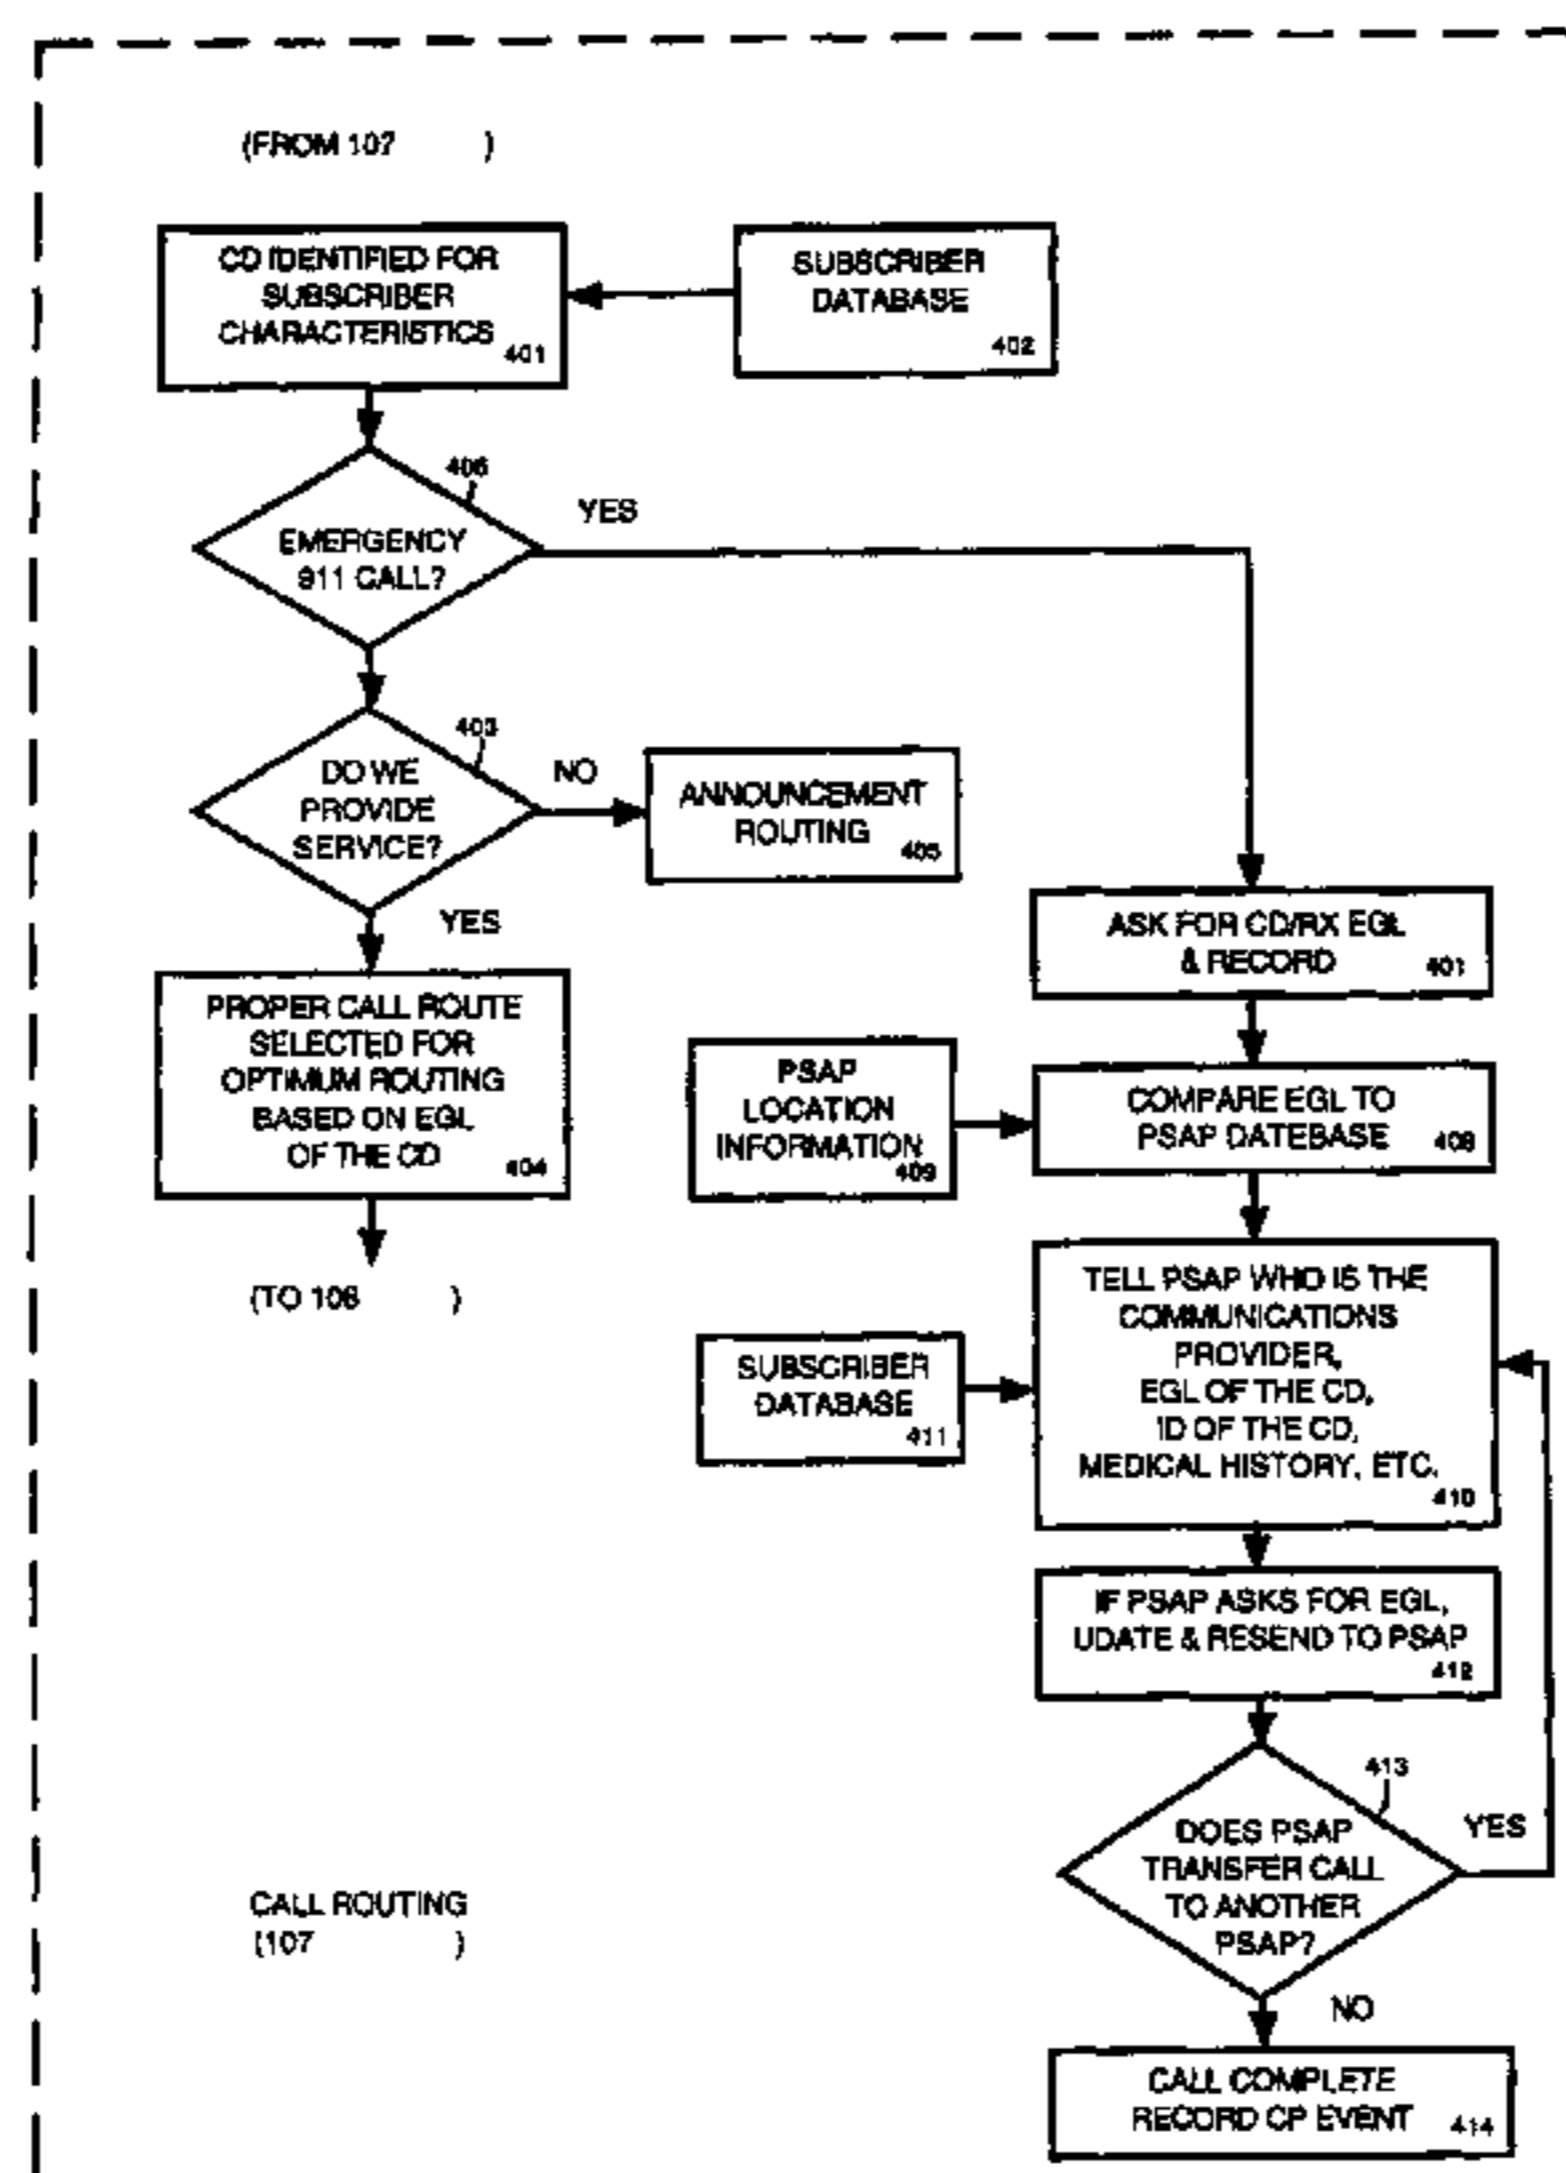 (FROM 107 )
CD IDENTIFIED FOR
SUBSCRIBER
CHARACTERISTICS
401
SUBSCRIBER
DATABASE
402
406
EMERGENCY
911 CALL?
YES
403
DO WE
PROVIDE
SERVICE?
NO
ANNOUNCEMENT
ROUTING
405
YES
PROPER CALL ROUTE
SELECTED FOR
OPTIMUM ROUTING
BASED ON EGL
OF THE CD
404
(TO 108 )
ASK FOR CD/RX EGL
& RECORD
401
PSAP
LOCATION
INFORMATION
409
COMPARE EGL TO
PSAP DATEBASE
408
SUBSCRIBER
DATABASE
411
TELL PSAP WHO IS THE
COMMUNICATIONS
PROVIDER,
EGL OF THE CD,
ID OF THE CD,
MEDICAL HISTORY, ETC.
410
IF PSAP ASKS FOR EGL,
UDATE & RESEND TO PSAP
412
413
DOES PSAP
TRANSFER CALL
TO ANOTHER
PSAP?
YES
NO
CALL COMPLETE
RECORD CP EVENT
414
CALL ROUTING
(107 )